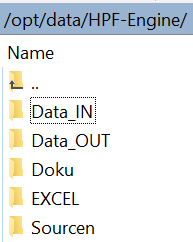 /opt/data/HPF-Engine/
Name
..
Data_IN
Data_OUT
Doku
EXCEL
Sourcen